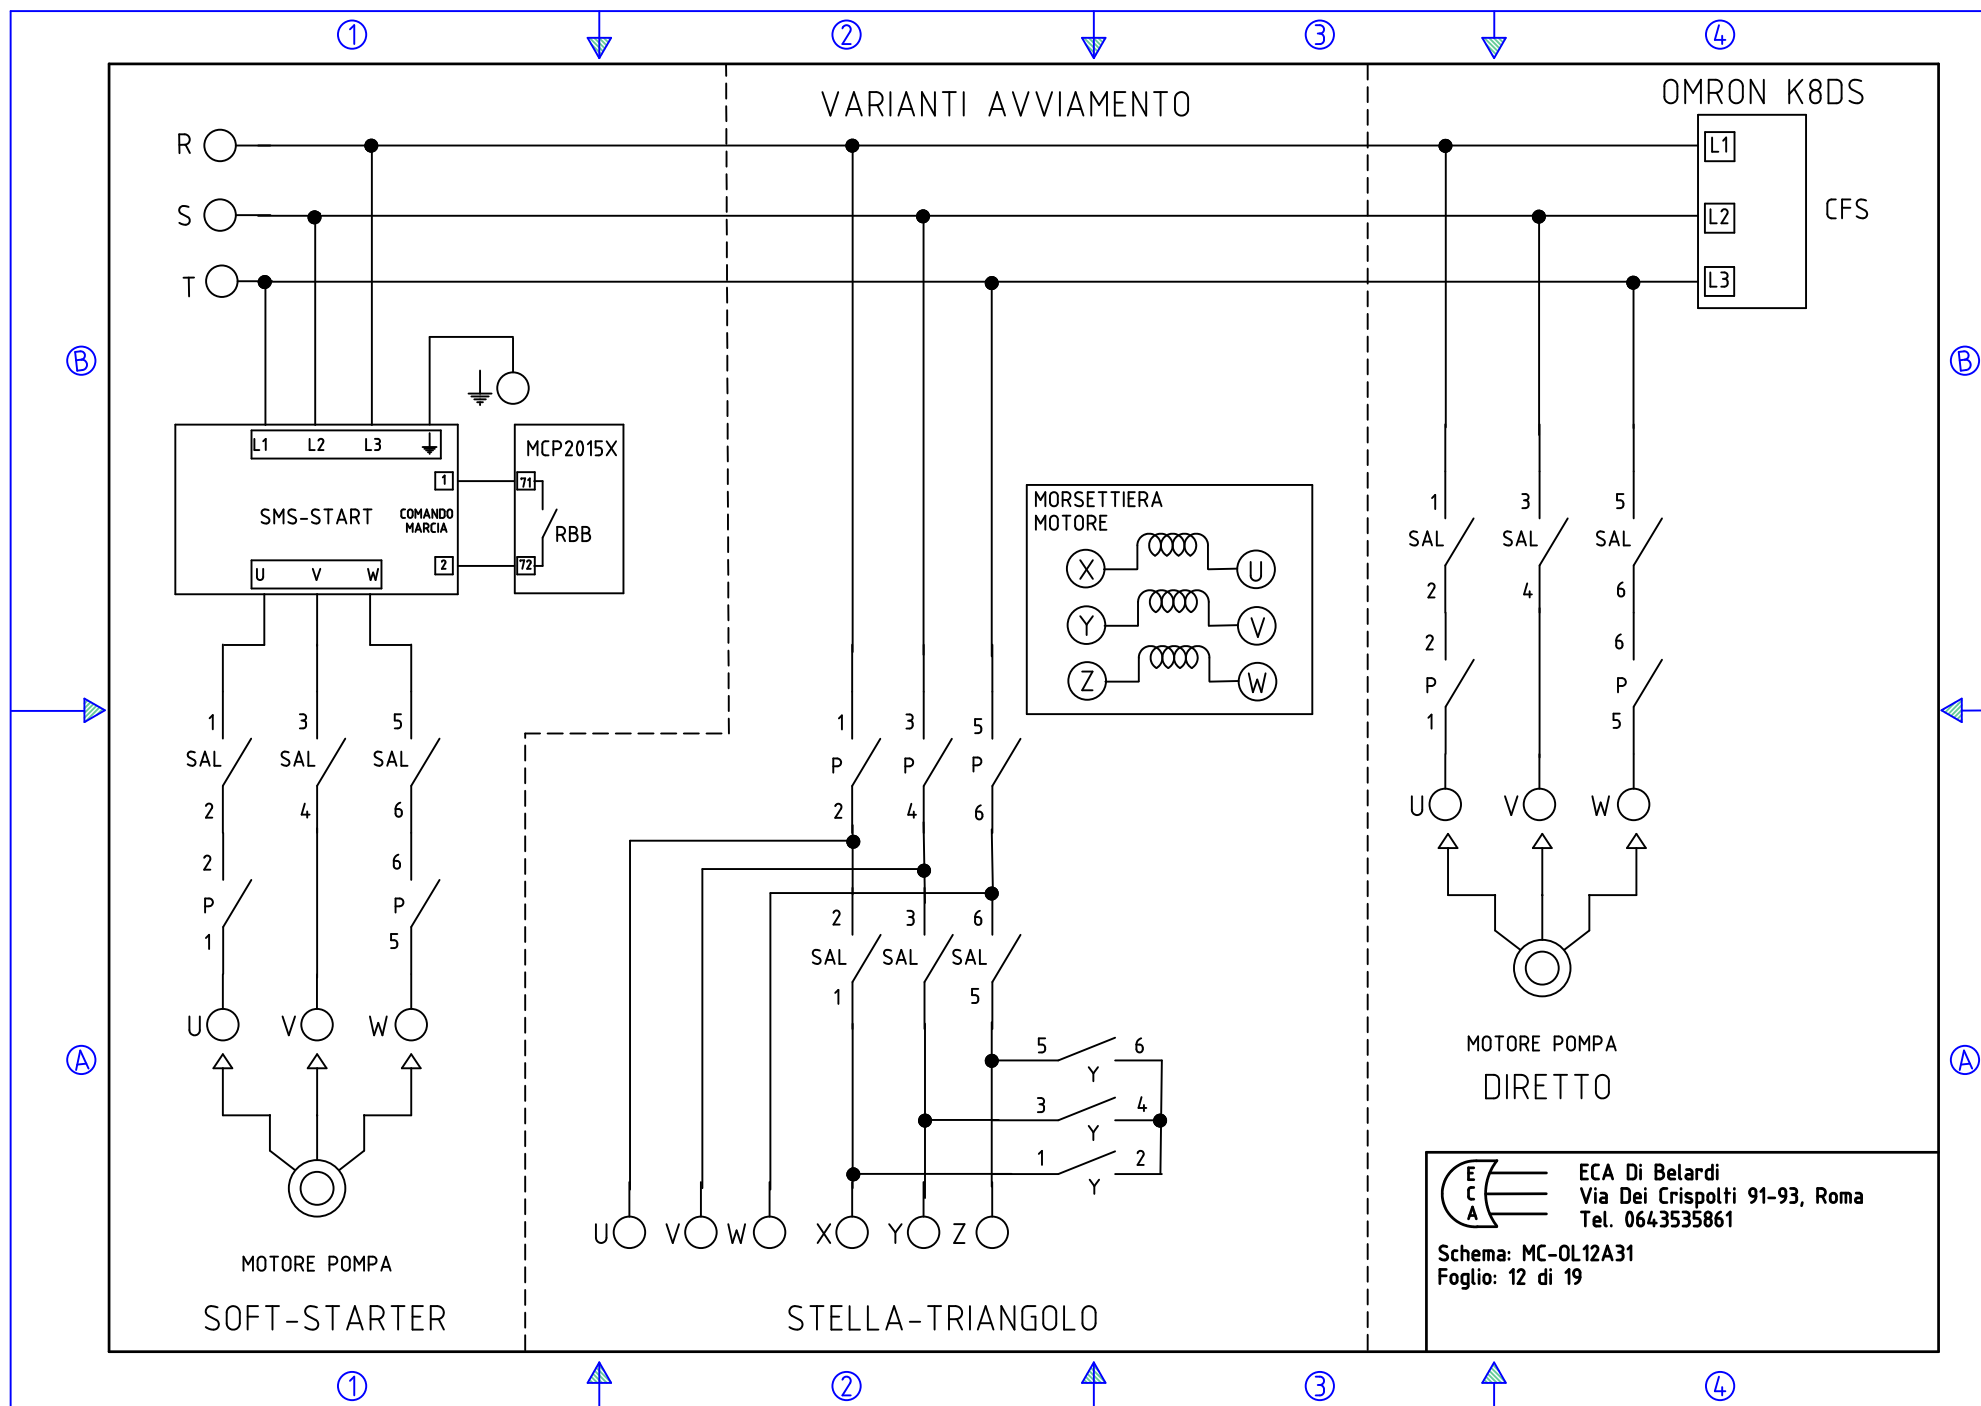 1 2 3 4
VARIANTI AVVIAMENTO
OMRON K8DS
R
L1
S
L2
CFS
T
L3
B
B
L1 L2 L3
MCP2015X
1
71
SMS-START
COMANDO
MARCIA
RBB
2
72
U V W
MORSETTIERA
MOTORE
X U
Y V
Z W
1 3 5
SAL SAL SAL
2 4 6
2 6
P P
1 5
U V W
MOTORE POMPA
DIRETTO
1 3 5
SAL SAL SAL
2 4 6
2 6
P P
1 5
U V W
MOTORE POMPA
SOFT-STARTER
1 3 5
P P P
2 4 6
2 3 6
SAL SAL SAL
1 5
5 6
Y
3 4
Y
1 2
Y
U V W X Y Z
STELLA-TRIANGOLO
A
A
E
C
A
ECA Di Belardi
Via Dei Crispolti 91-93, Roma
Tel. 0643535861
Schema: MC-OL12A31
Foglio: 12 di 19
1 2 3 4